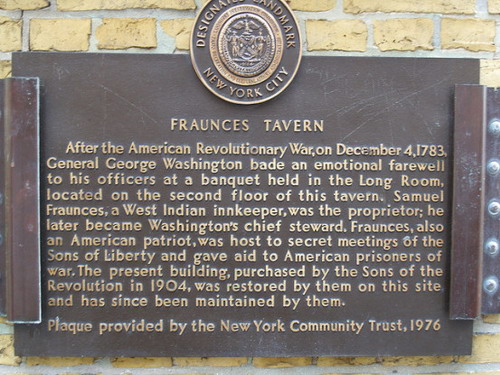 DESIGNATED LANDMARK
NEW YORK CITY
FRAUNCES TAVERN
After the American Revolutionary War, on December 4, 1783,
General George Washington bade an emotional farewell
to his officers at a banquet held in the Long Room,
located on the second floor of this tavern. Samuel
Fraunces, a West Indian innkeeper, was the proprietor; he
later became Washington's chief steward. Fraunces, also
an American patriot, was host to secret meetings of the
Sons of Liberty and gave aid to American prisoners of
war. The present building, purchased by the Sons of the
Revolution in 1904, was restored by them on this site
and has since been maintained by them.
Plaque provided by the New York Community Trust, 1976